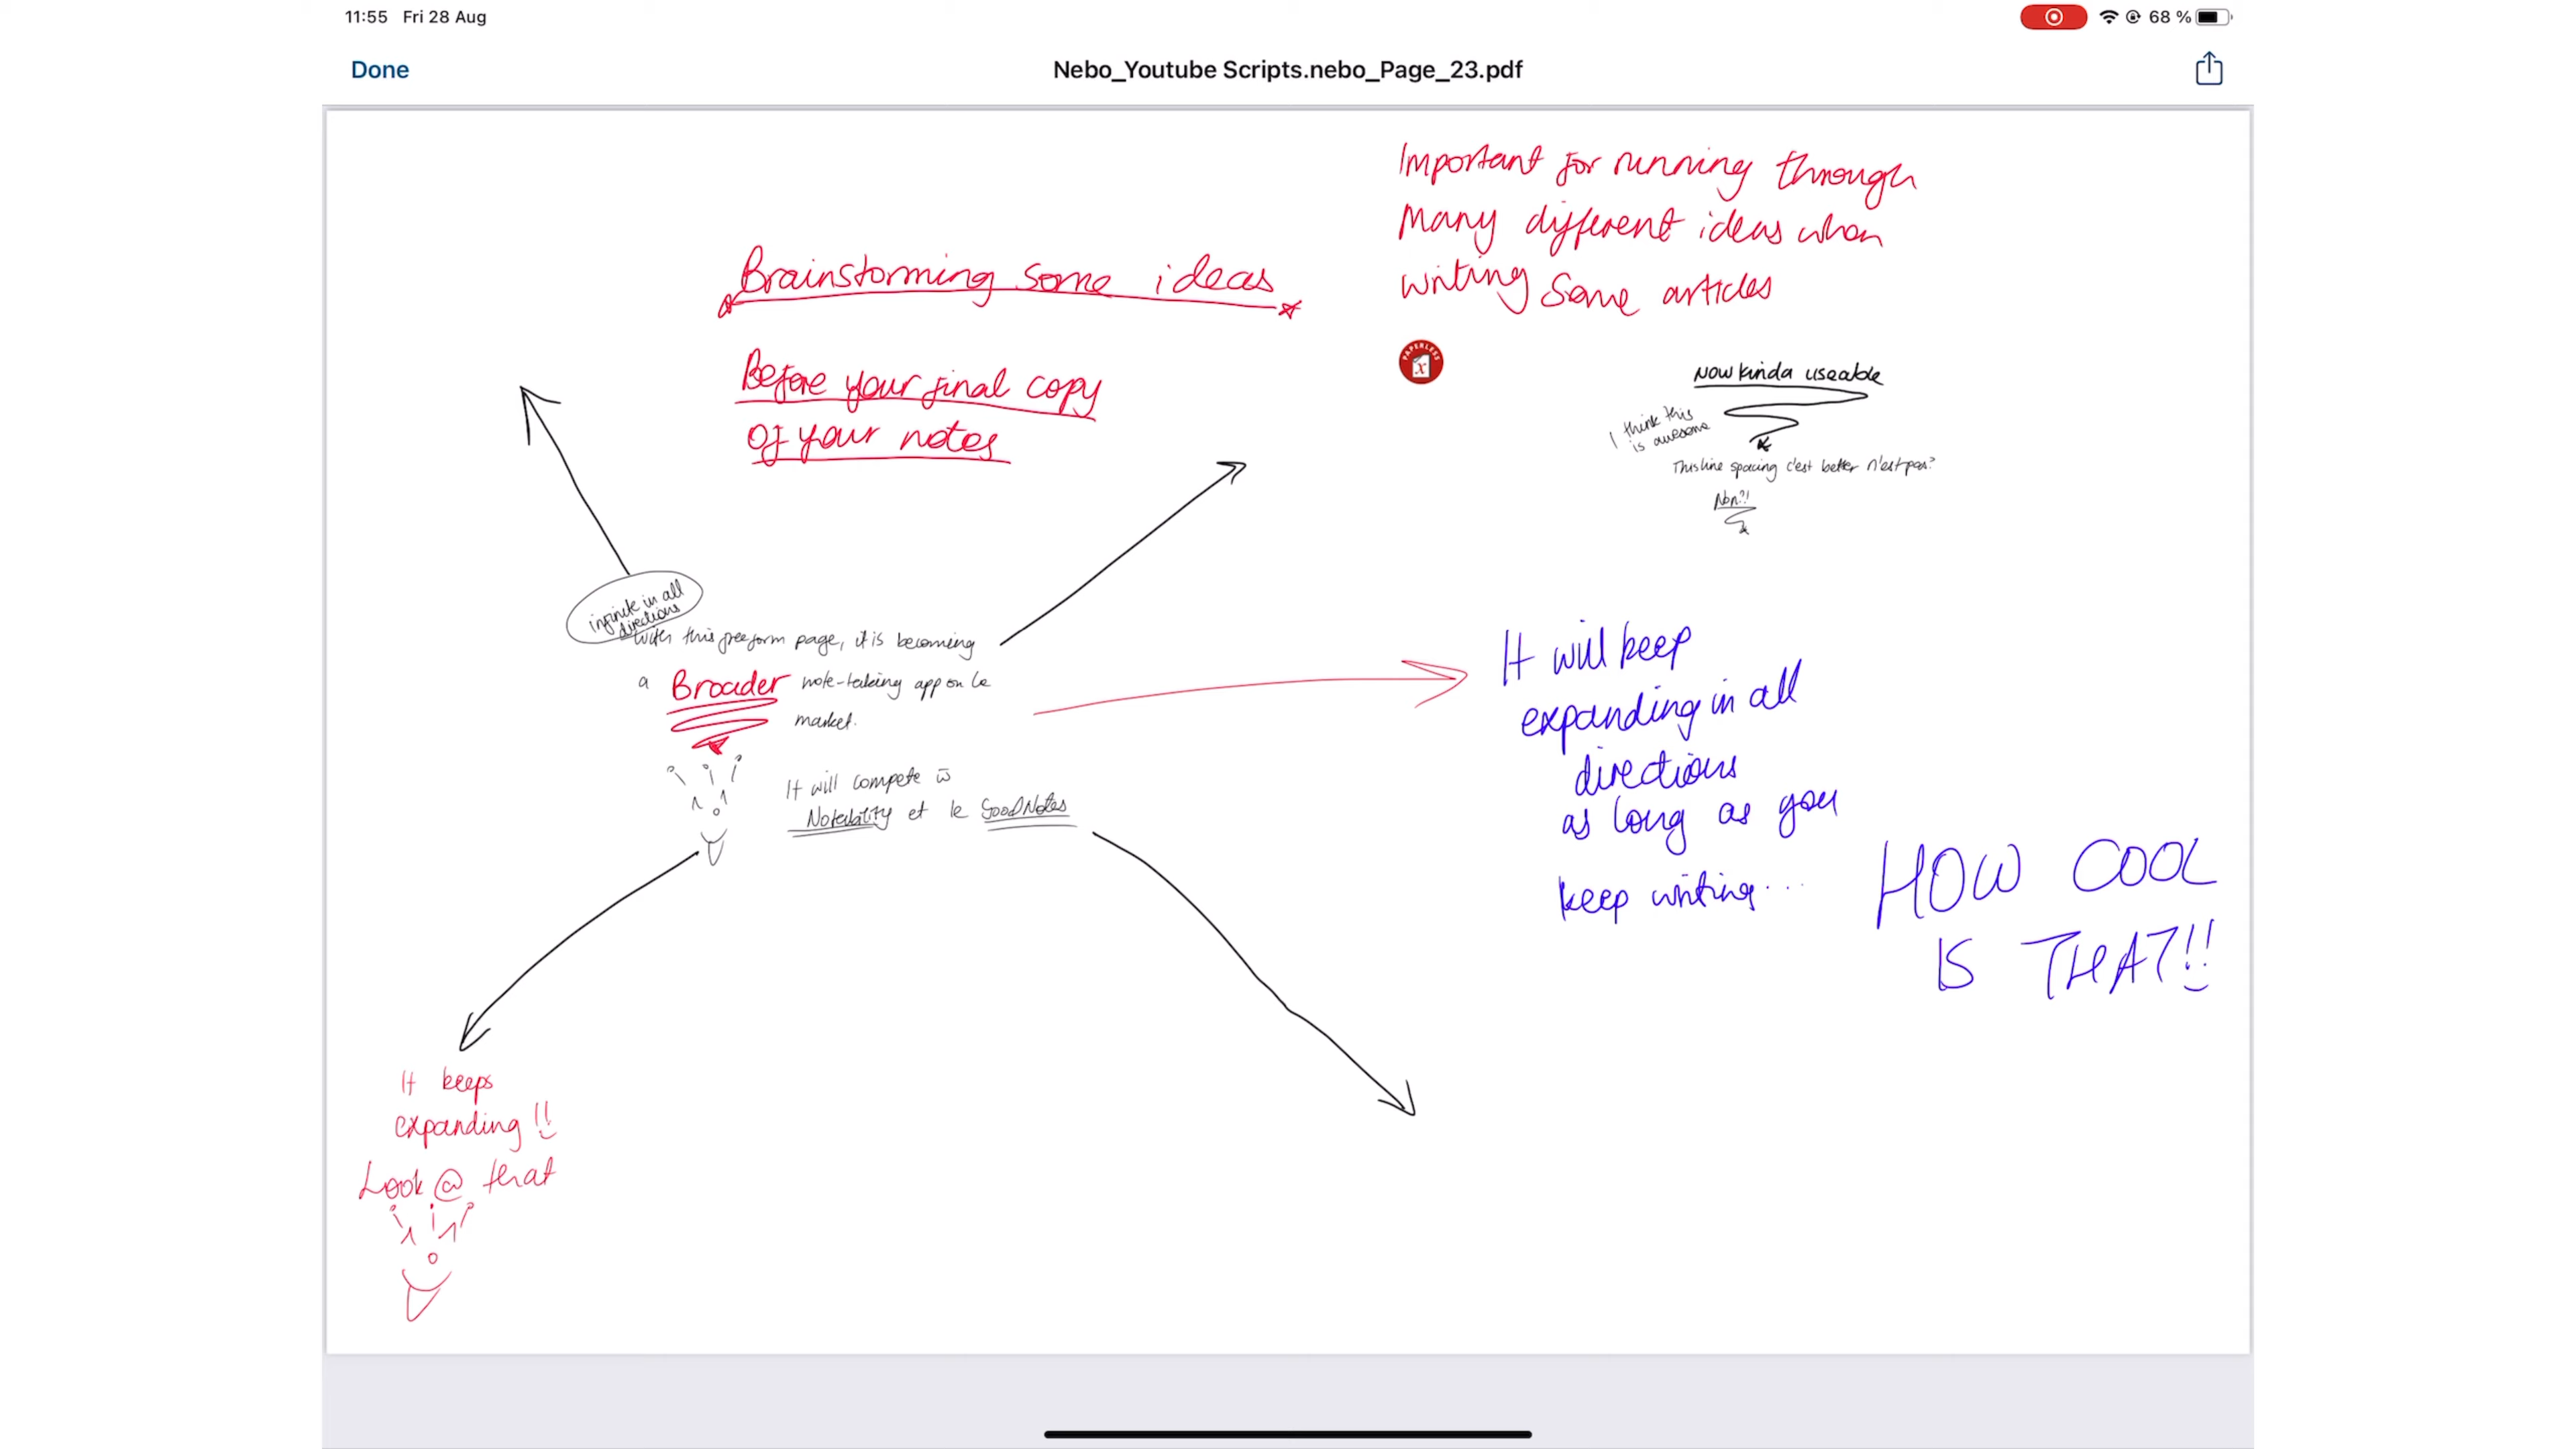 11:55 Fri 28 Aug
68 %
Done
Nebo_Youtube Scripts.nebo_Page_23.pdf
Important for running through
Many different ideas when
writing some articles
Brainstorming some ideas
Before your final copy
of your notes
PAPERLESS
X
Now kinda useable
I think this
is awesome
This line spacing c'est better n'est pas?
Non?!
infinite in all
directions
with this freeform page, it is becoming
a Broader note-taking app on le
market.
It will compete w̄
Notability et le GoodNotes
It will keep
expanding in all
directions
as long as you
keep writing...
HOW COOL
IS THAT!!
It keeps
expanding!!
Look @ that